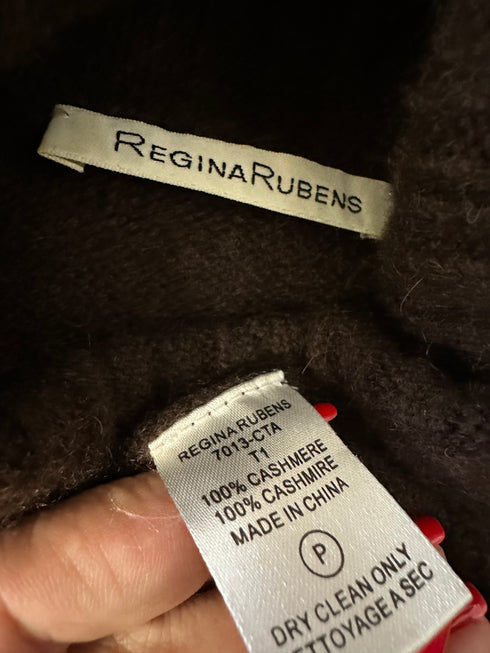 REGINARUBENS
REGINA RUBENS
7013-CTA
T1
100% CASHMERE
100% CASHMIRE
MADE IN CHINA
P
DRY CLEAN ONLY
NETTOYAGE A SEC